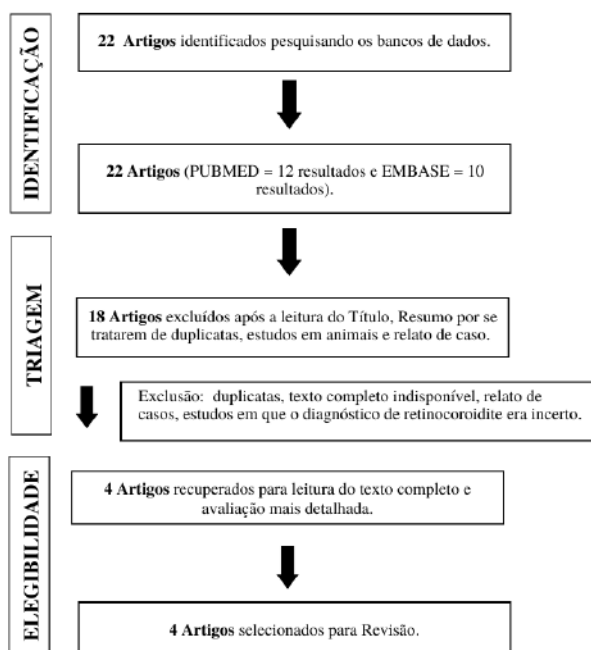 IDENTIFICAÇÃO
22 Artigos identificados pesquisando os bancos de dados.
22 Artigos (PUBMED = 12 resultados e EMBASE = 10
resultados).
TRIAGEM
18 Artigos excluídos após a leitura do Título, Resumo por se
tratarem de duplicatas, estudos em animais e relato de caso.
Exclusão: duplicatas, texto completo indisponível, relato de
casos, estudos em que o diagnóstico de retinocoroidite era incerto.
ELEGIBILIDADE
4 Artigos recuperados para leitura do texto completo e
avaliação mais detalhada.
4 Artigos selecionados para Revisão.